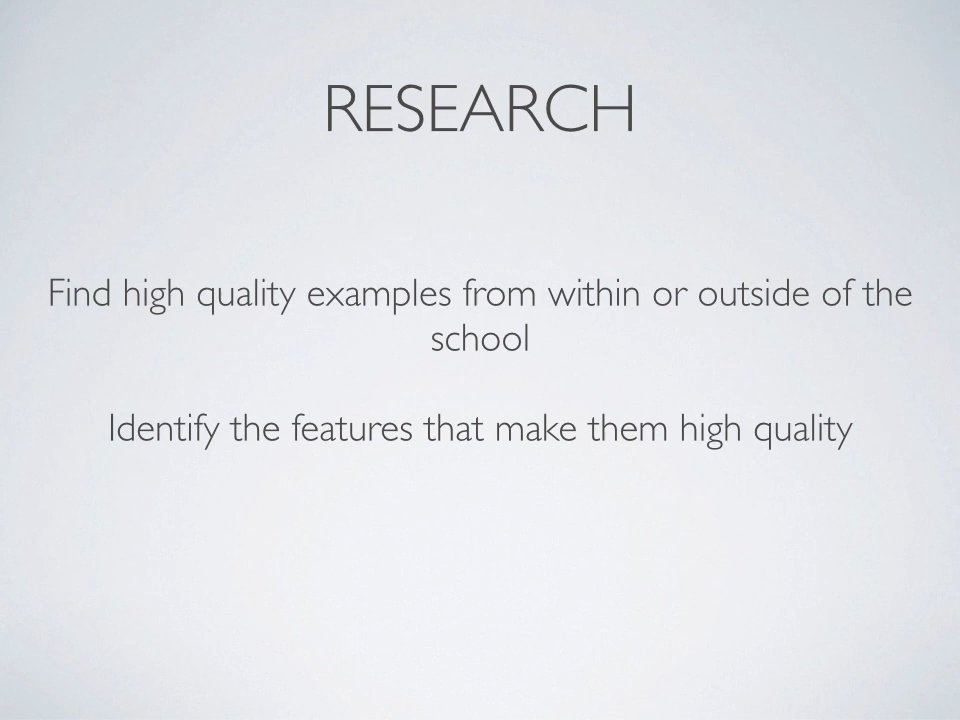 RESEARCH
Find high quality examples from within or outside of the
school
Identify the features that make them high quality